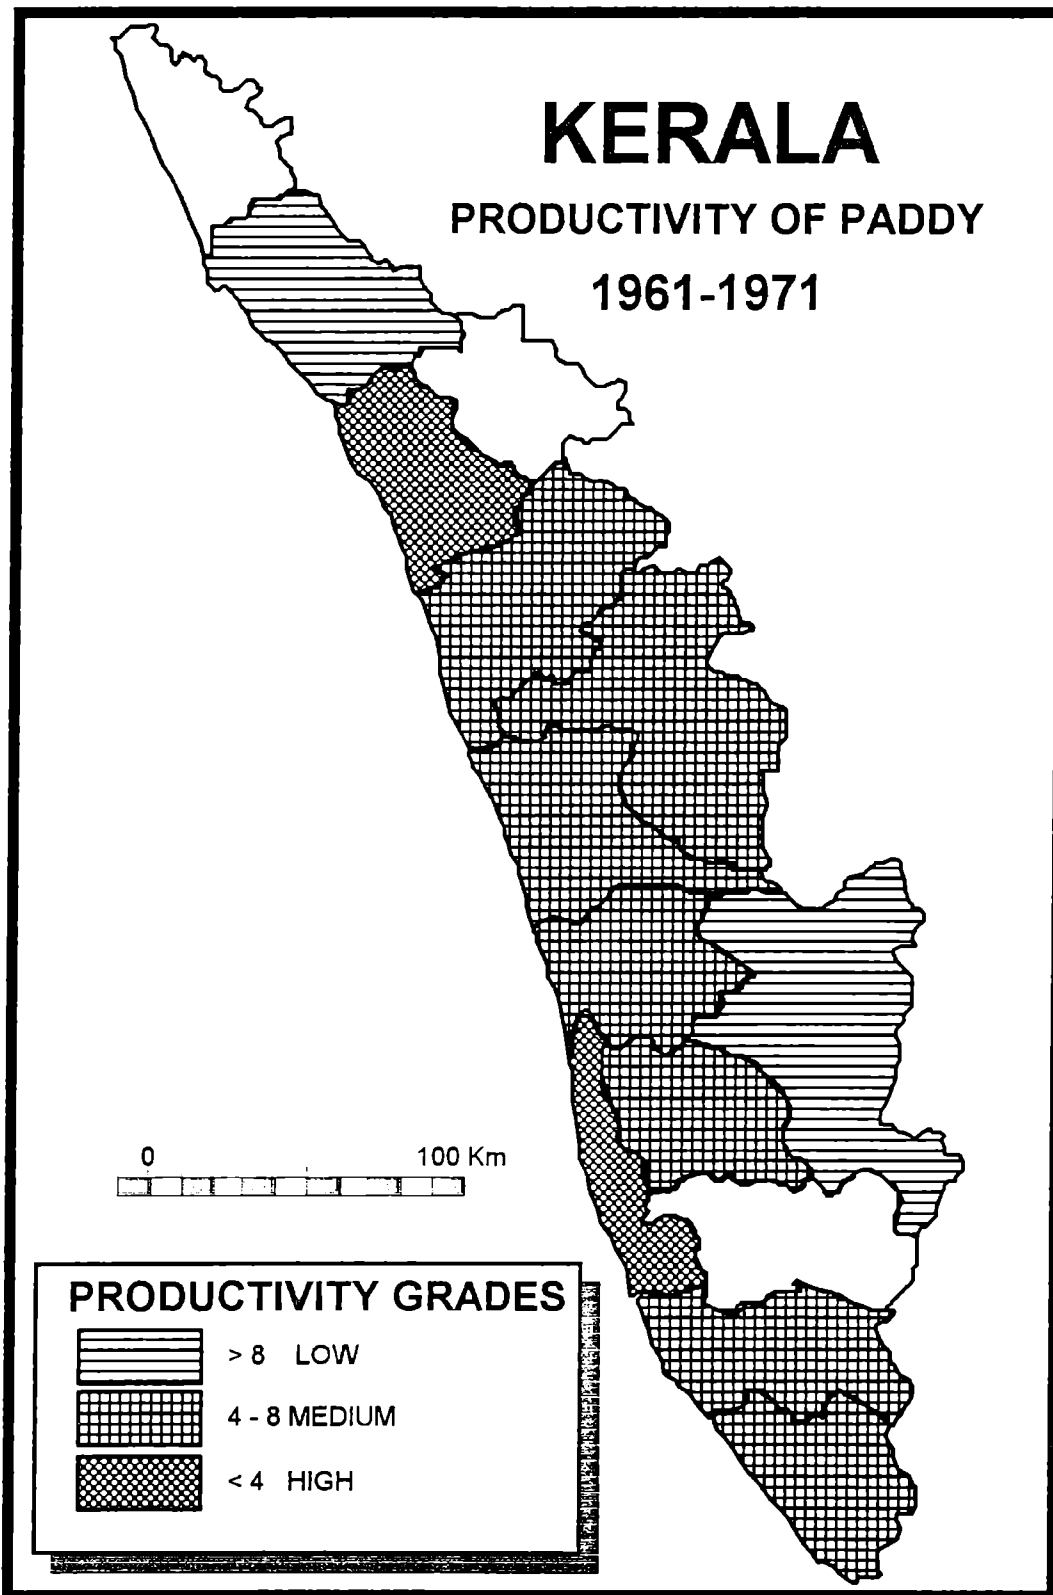 KERALA
PRODUCTIVITY OF PADDY
1961-1971
0 100 Km
PRODUCTIVITY GRADES
> 8 LOW
4 - 8 MEDIUM
< 4 HIGH